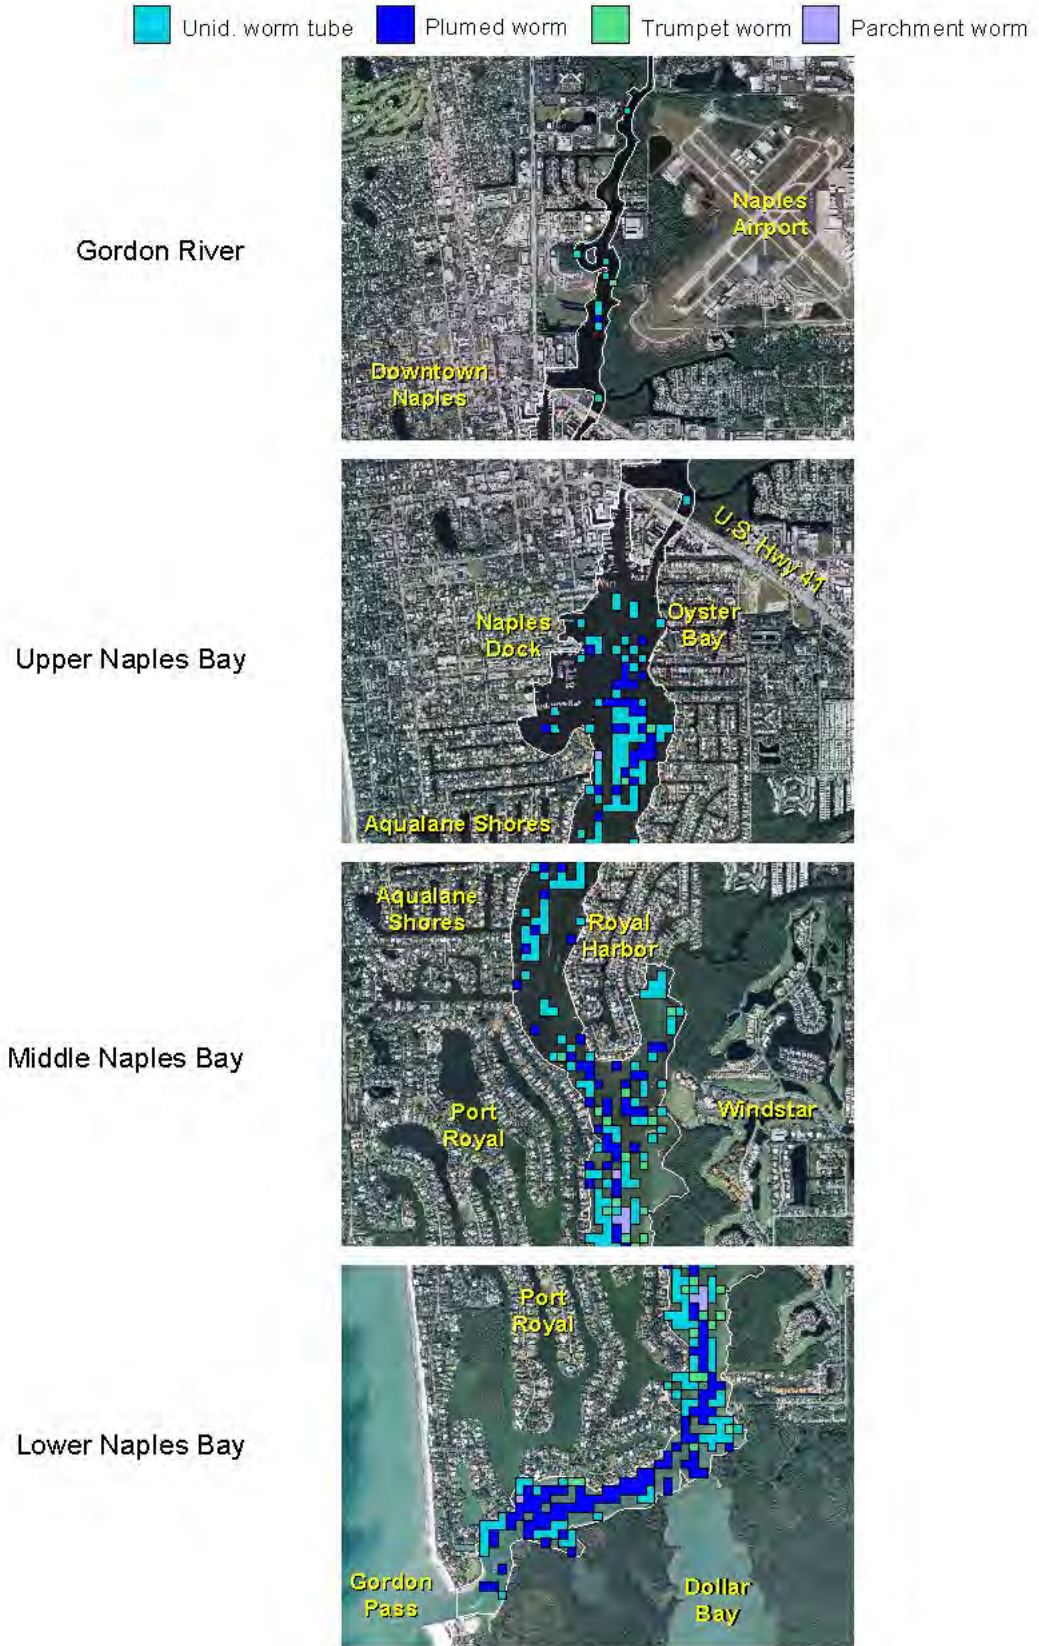 Unid. worm tube Plumed worm Trumpet worm Parchment worm
Gordon River
Naples
Airport
Downtown
Naples
Upper Naples Bay
U.S. Hwy 41
Naples
Dock
Oyster
Bay
Aqualane Shores
Middle Naples Bay
Aqualane
Shores
Royal
Harbor
Port
Royal
Windstar
Lower Naples Bay
Port
Royal
Gordon
Pass
Dollar
Bay